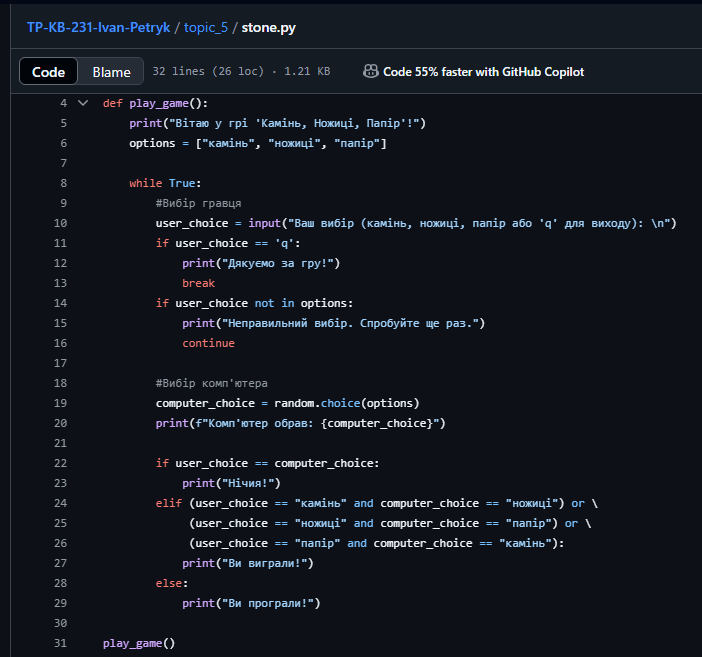 TP-KB-231-Ivan-Petryk / topic_5 / stone.py
Code Blame 32 lines (26 loc) · 1.21 KB Code 55% faster with GitHub Copilot
4 def play_game():
5 print("Вітаю у грі 'Камінь, Ножиці, Папір'!")
6 options = ["камінь", "ножиці", "папір"]
7
8 while True:
9 #Вибір гравця
10 user_choice = input("Ваш вибір (камінь, ножиці, папір або 'q' для виходу): \n")
11 if user_choice == 'q':
12 print("Дякуємо за гру!")
13 break
14 if user_choice not in options:
15 print("Неправильний вибір. Спробуйте ще раз.")
16 continue
17
18 #Вибір комп'ютера
19 computer_choice = random.choice(options)
20 print(f"Комп'ютер обрав: {computer_choice}")
21
22 if user_choice == computer_choice:
23 print("Нічия!")
24 elif (user_choice == "камінь" and computer_choice == "ножиці") or \
25 (user_choice == "ножиці" and computer_choice == "папір") or \
26 (user_choice == "папір" and computer_choice == "камінь"):
27 print("Ви виграли!")
28 else:
29 print("Ви програли!")
30
31 play_game()